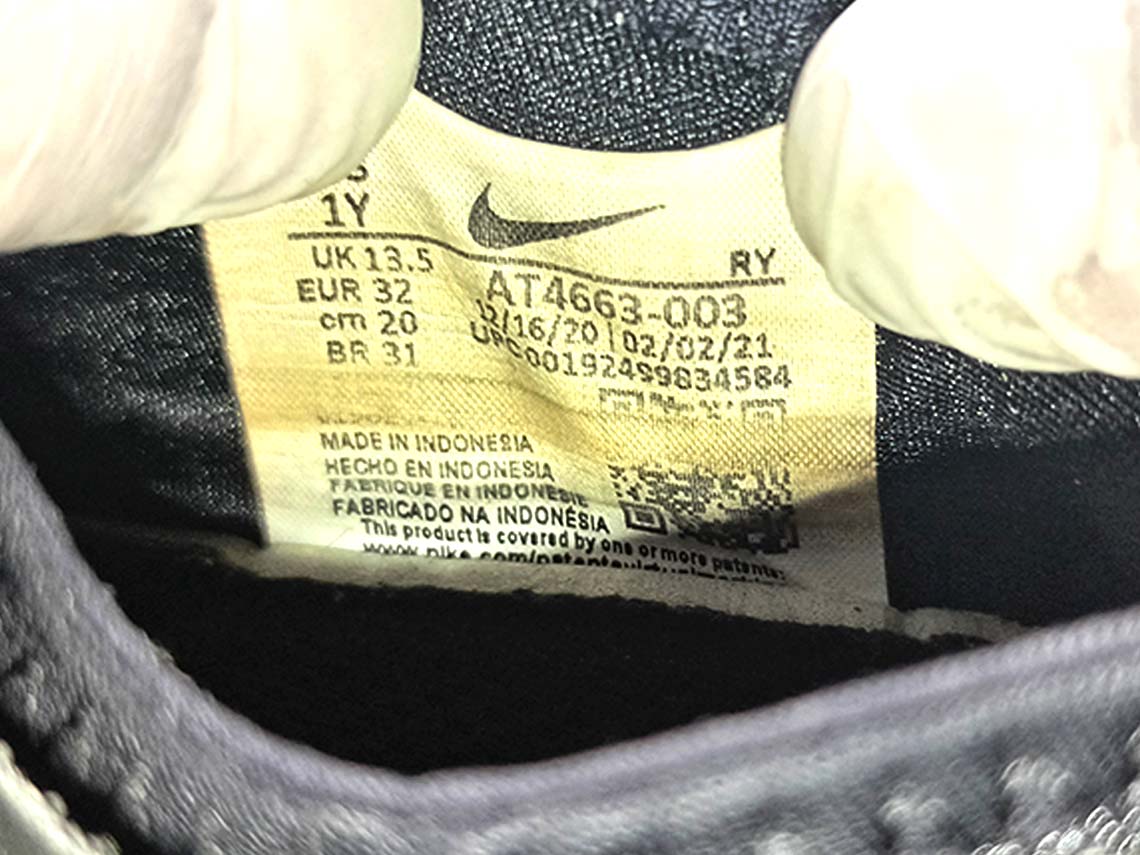 1Y
RY
UK 13.5
EUR 32
cm 20
BR 31
AT4663-003
12/16/20 | 02/02/21
UPC00192499834584
MADE IN INDONESIA
HECHO EN INDONESIA
FABRIQUE EN INDONESIE
FABRICADO NA INDONÉSIA
This product is covered by one or more patents: